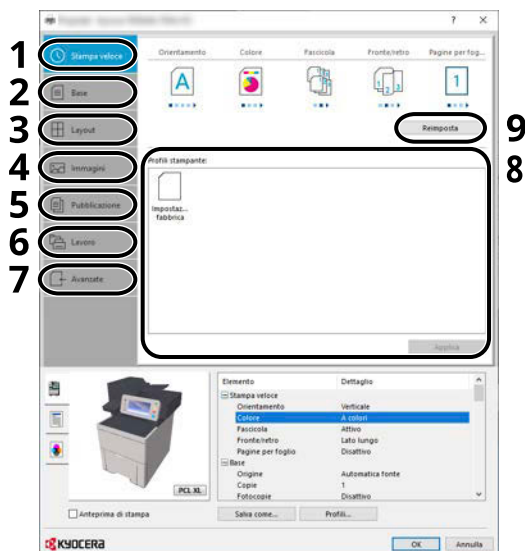 ? ×
1 Stampa veloce
2 Base
3 Layout
4 Immagini
5 Pubblicazione
6 Lavoro
7 Avanzate
Orientamento Colore Fascicola Fronte/retro Pagine per fog...
A 1 2 3 1
Reimposta 9
8
Profili stampante:
Impostaz...
fabbrica
Applica
Elemento Dettaglio
Stampa veloce
Orientamento Verticale
Colore A colori
Fascicola Attivo
Fronte/retro Lato lungo
Pagine per foglio Disattivo
Base
Origine Automatica fonte
Copie 1
Fotocopie Disattivo
PCL XL
Anteprima di stampa
Salva come... Profili...
KYOCERA
OK Annulla